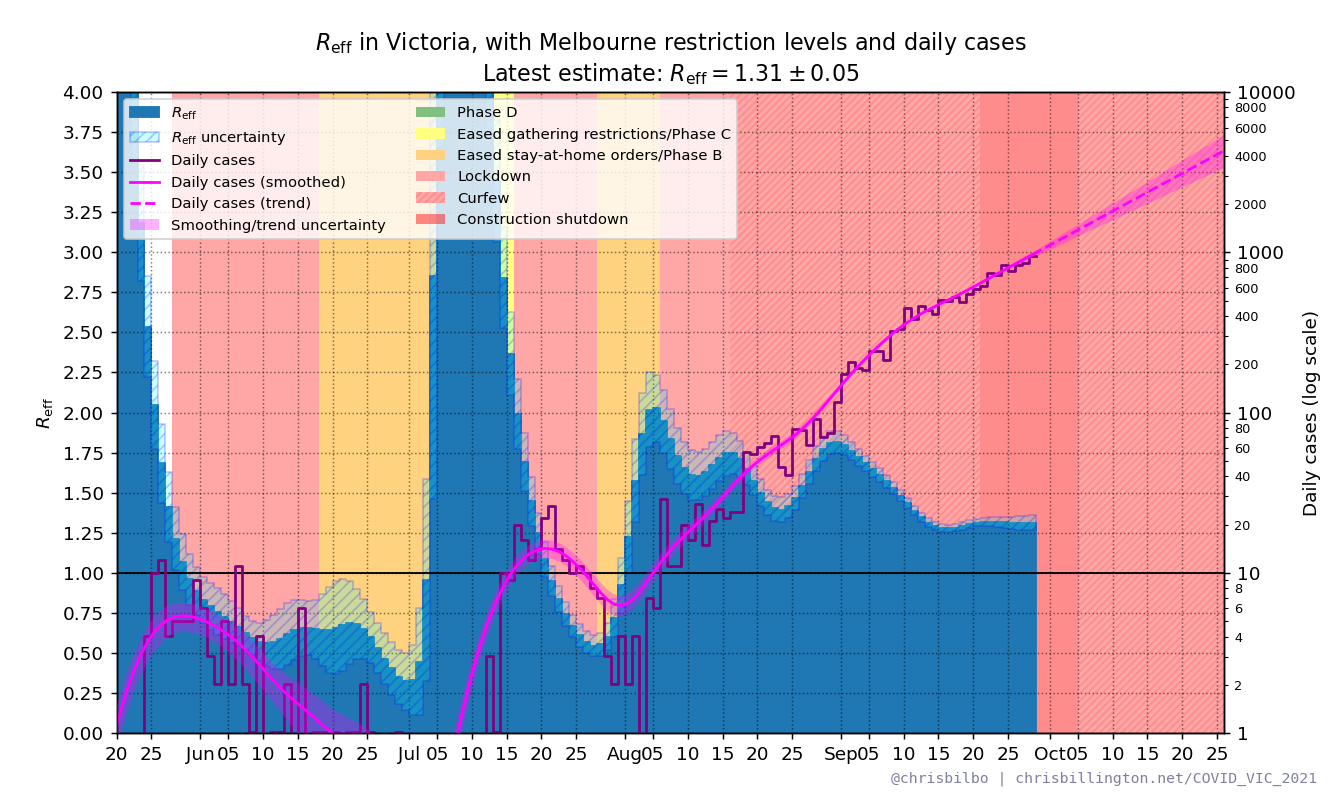 R_eff in Victoria, with Melbourne restriction levels and daily cases
Latest estimate: R_eff = 1.31 ± 0.05
R_eff
R_eff uncertainty
Daily cases
Daily cases (smoothed)
Daily cases (trend)
Smoothing/trend uncertainty
Phase D
Eased gathering restrictions/Phase C
Eased stay-at-home orders/Phase B
Lockdown
Curfew
Construction shutdown
R_eff
4.00
3.75
3.50
3.25
3.00
2.75
2.50
2.25
2.00
1.75
1.50
1.25
1.00
0.75
0.50
0.25
0.00
10000
8000
6000
4000
2000
1000
800
600
400
200
100
80
60
40
20
10
8
6
4
2
1
Daily cases (log scale)
20 25 Jun 05 10 15 20 25 Jul 05 10 15 20 25 Aug 05 10 15 20 25 Sep 05 10 15 20 25 Oct 05 10 15 20 25
@chrisbilbo | chrisbillington.net/COVID_VIC_2021